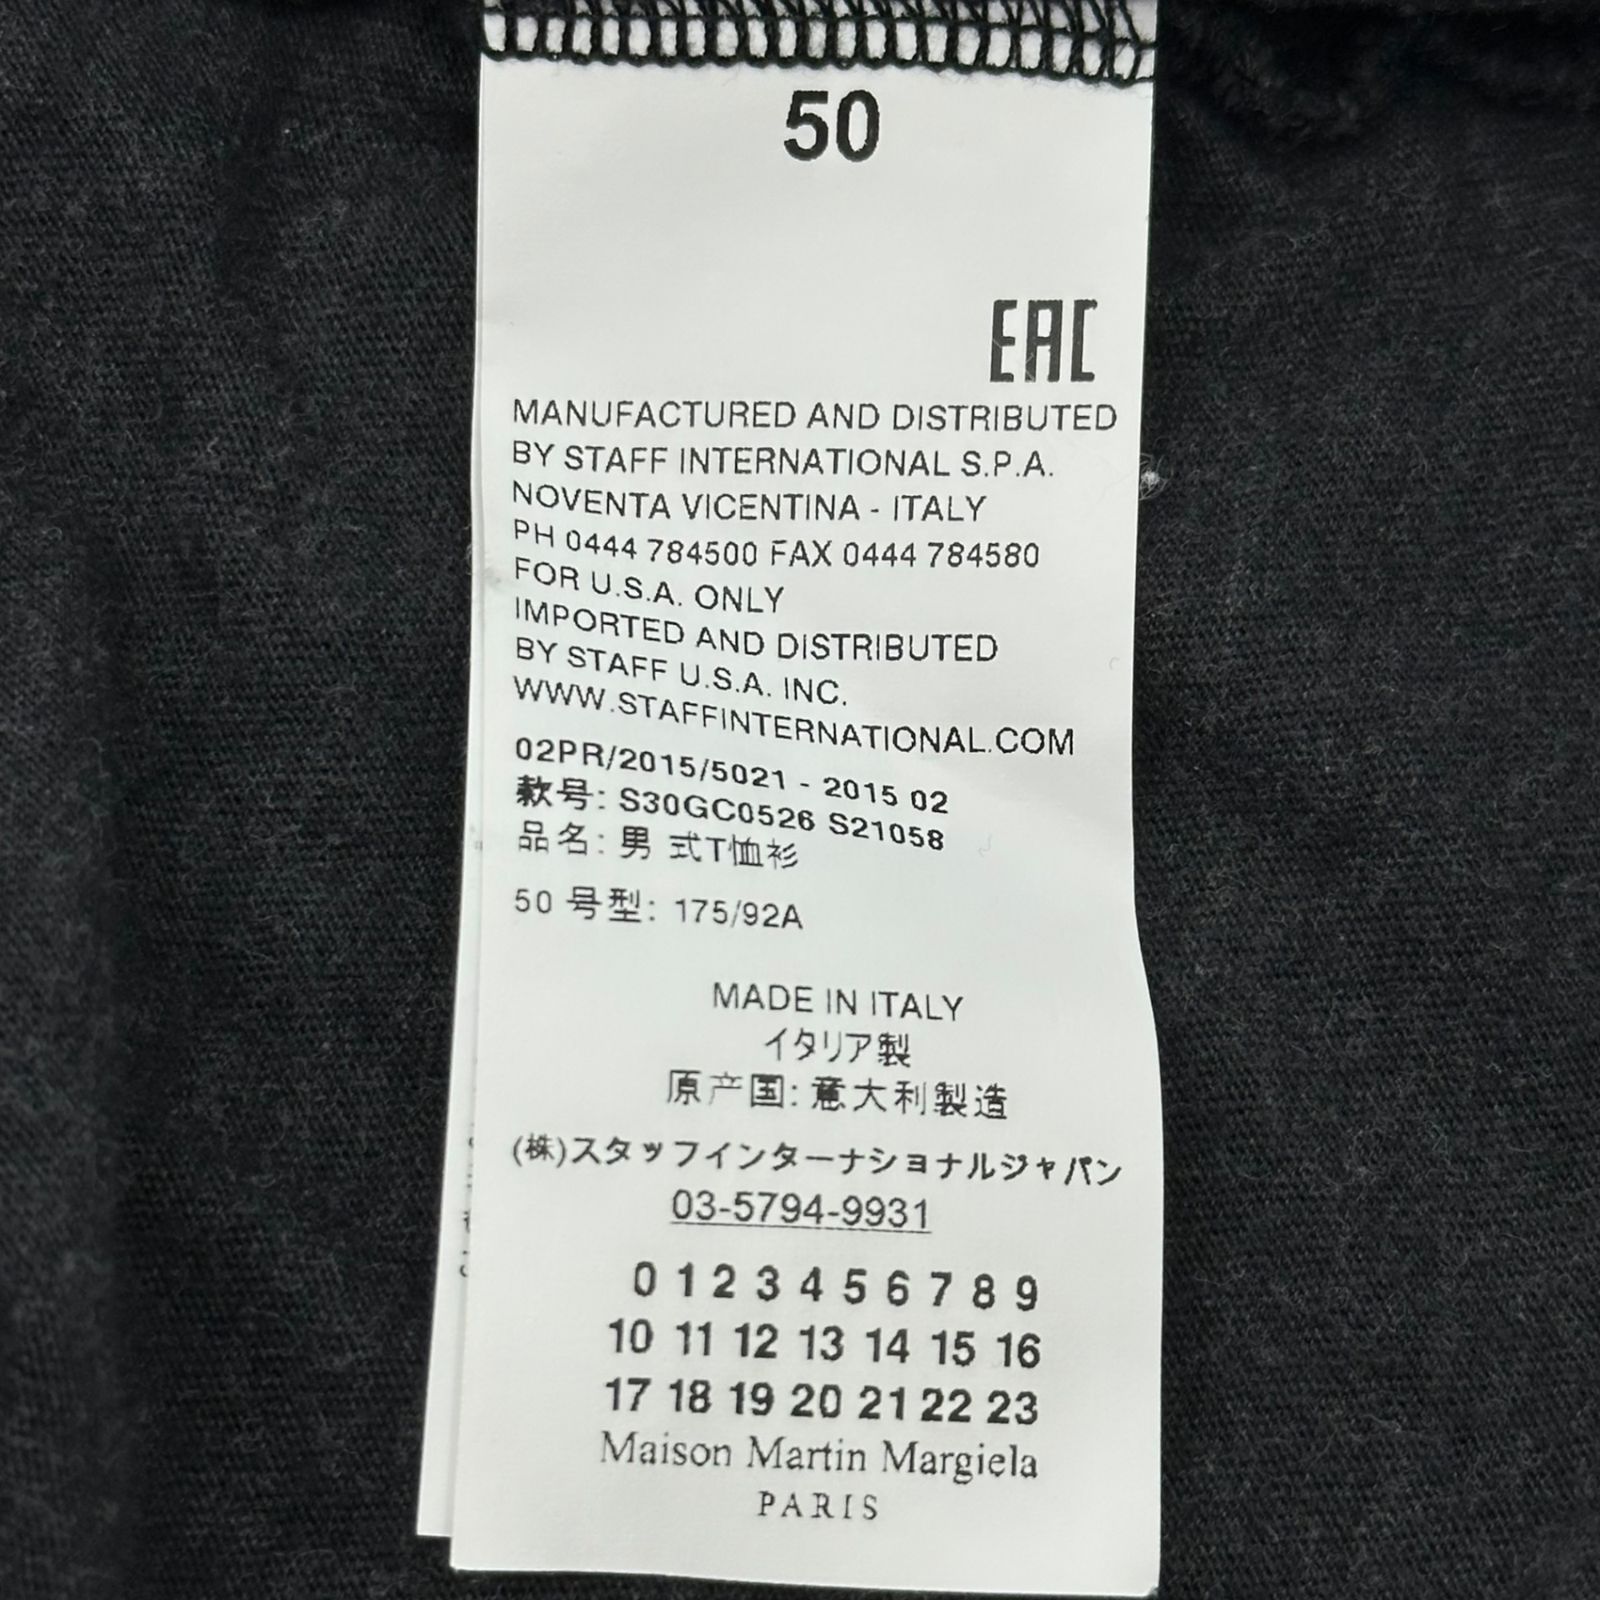 50
EAC
MANUFACTURED AND DISTRIBUTED
BY STAFF INTERNATIONAL S.P.A.
NOVENTA VICENTINA - ITALY
PH 0444 784500 FAX 0444 784580
FOR U.S.A. ONLY
IMPORTED AND DISTRIBUTED
BY STAFF U.S.A. INC.
WWW.STAFFINTERNATIONAL.COM
02PR/2015/5021 - 2015 02
款号: S30GC0526 S21058
品名: 男 式T恤衫
50 号型: 175/92A
MADE IN ITALY
イタリア製
原产国: 意大利製造
(株)スタッフインターナショナルジャパン
03-5794-9931
0 1 2 3 4 5 6 7 8 9
10 11 12 13 14 15 16
17 18 19 20 21 22 23
Maison Martin Margiela
PARIS